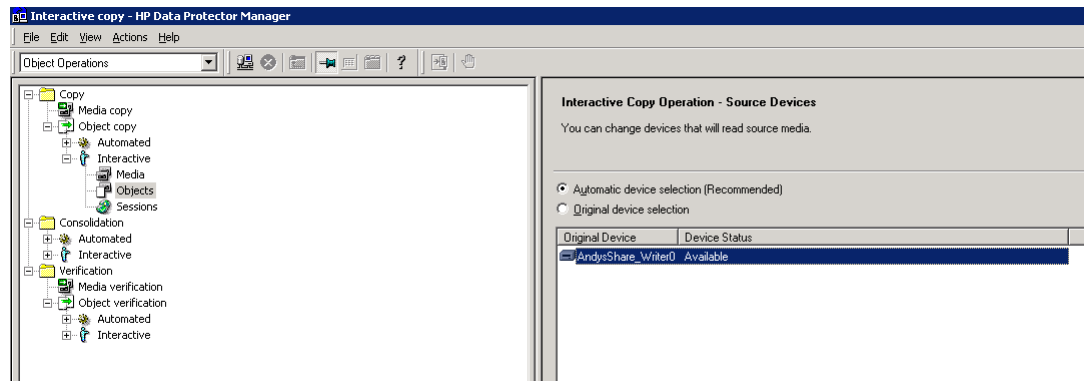 Interactive copy - HP Data Protector Manager
File Edit View Actions Help
Object Operations
Copy
Media copy
Object copy
Automated
Interactive
Media
Objects
Sessions
Consolidation
Automated
Interactive
Verification
Media verification
Object verification
Automated
Interactive
Interactive Copy Operation - Source Devices
You can change devices that will read source media.
Automatic device selection (Recommended)
Original device selection
Original Device Device Status
AndysShare_Writer0 Available